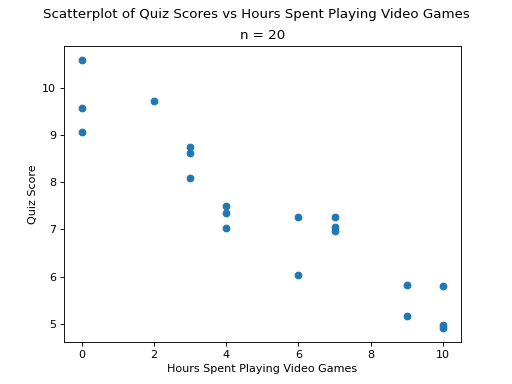 Scatterplot of Quiz Scores vs Hours Spent Playing Video Games
n = 20
10
9
8
7
6
5
Quiz Score
0 2 4 6 8 10
Hours Spent Playing Video Games